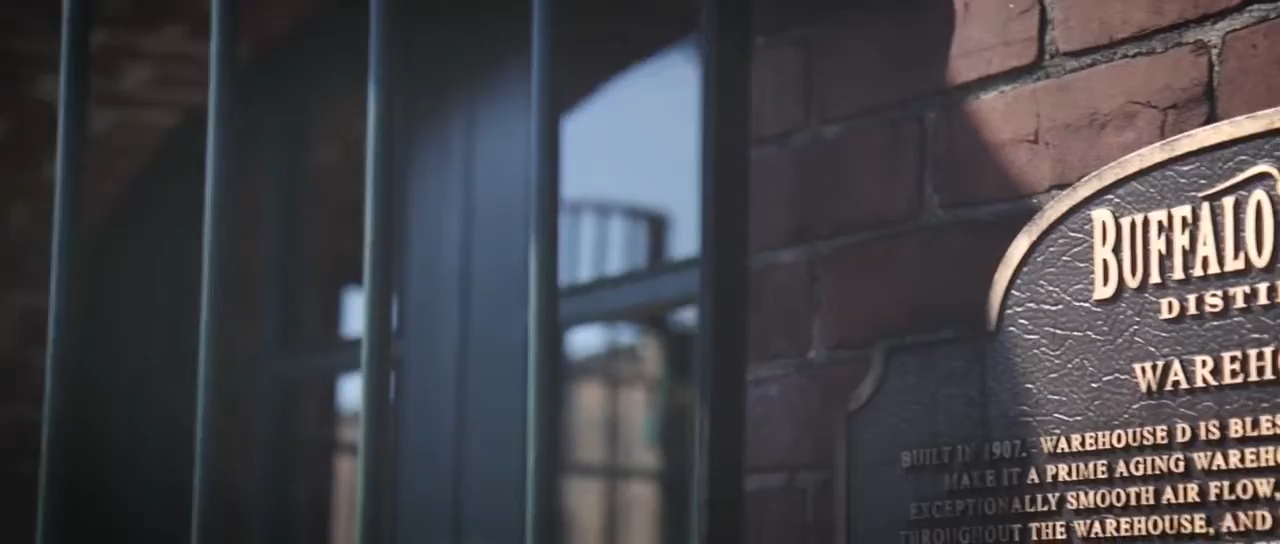 BUFFALO
DISTI
WAREHO
BUILT IN 1907. WAREHOUSE D IS BLES
MAKE IT A PRIME AGING WAREHO
EXCEPTIONALLY SMOOTH AIR FLOW,
THROUGHOUT THE WAREHOUSE, AND